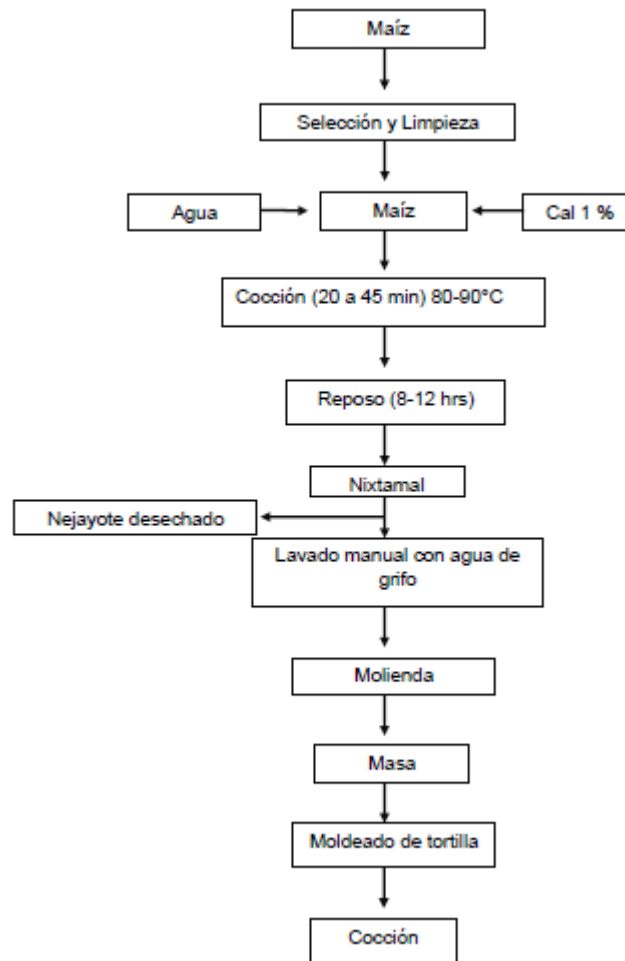 Maíz
Selección y Limpieza
Agua
Maíz
Cal 1 %
Cocción (20 a 45 min) 80-90°C
Reposo (8-12 hrs)
Nixtamal
Nejayote desechado
Lavado manual con agua de
grifo
Molienda
Masa
Moldeado de tortilla
Cocción